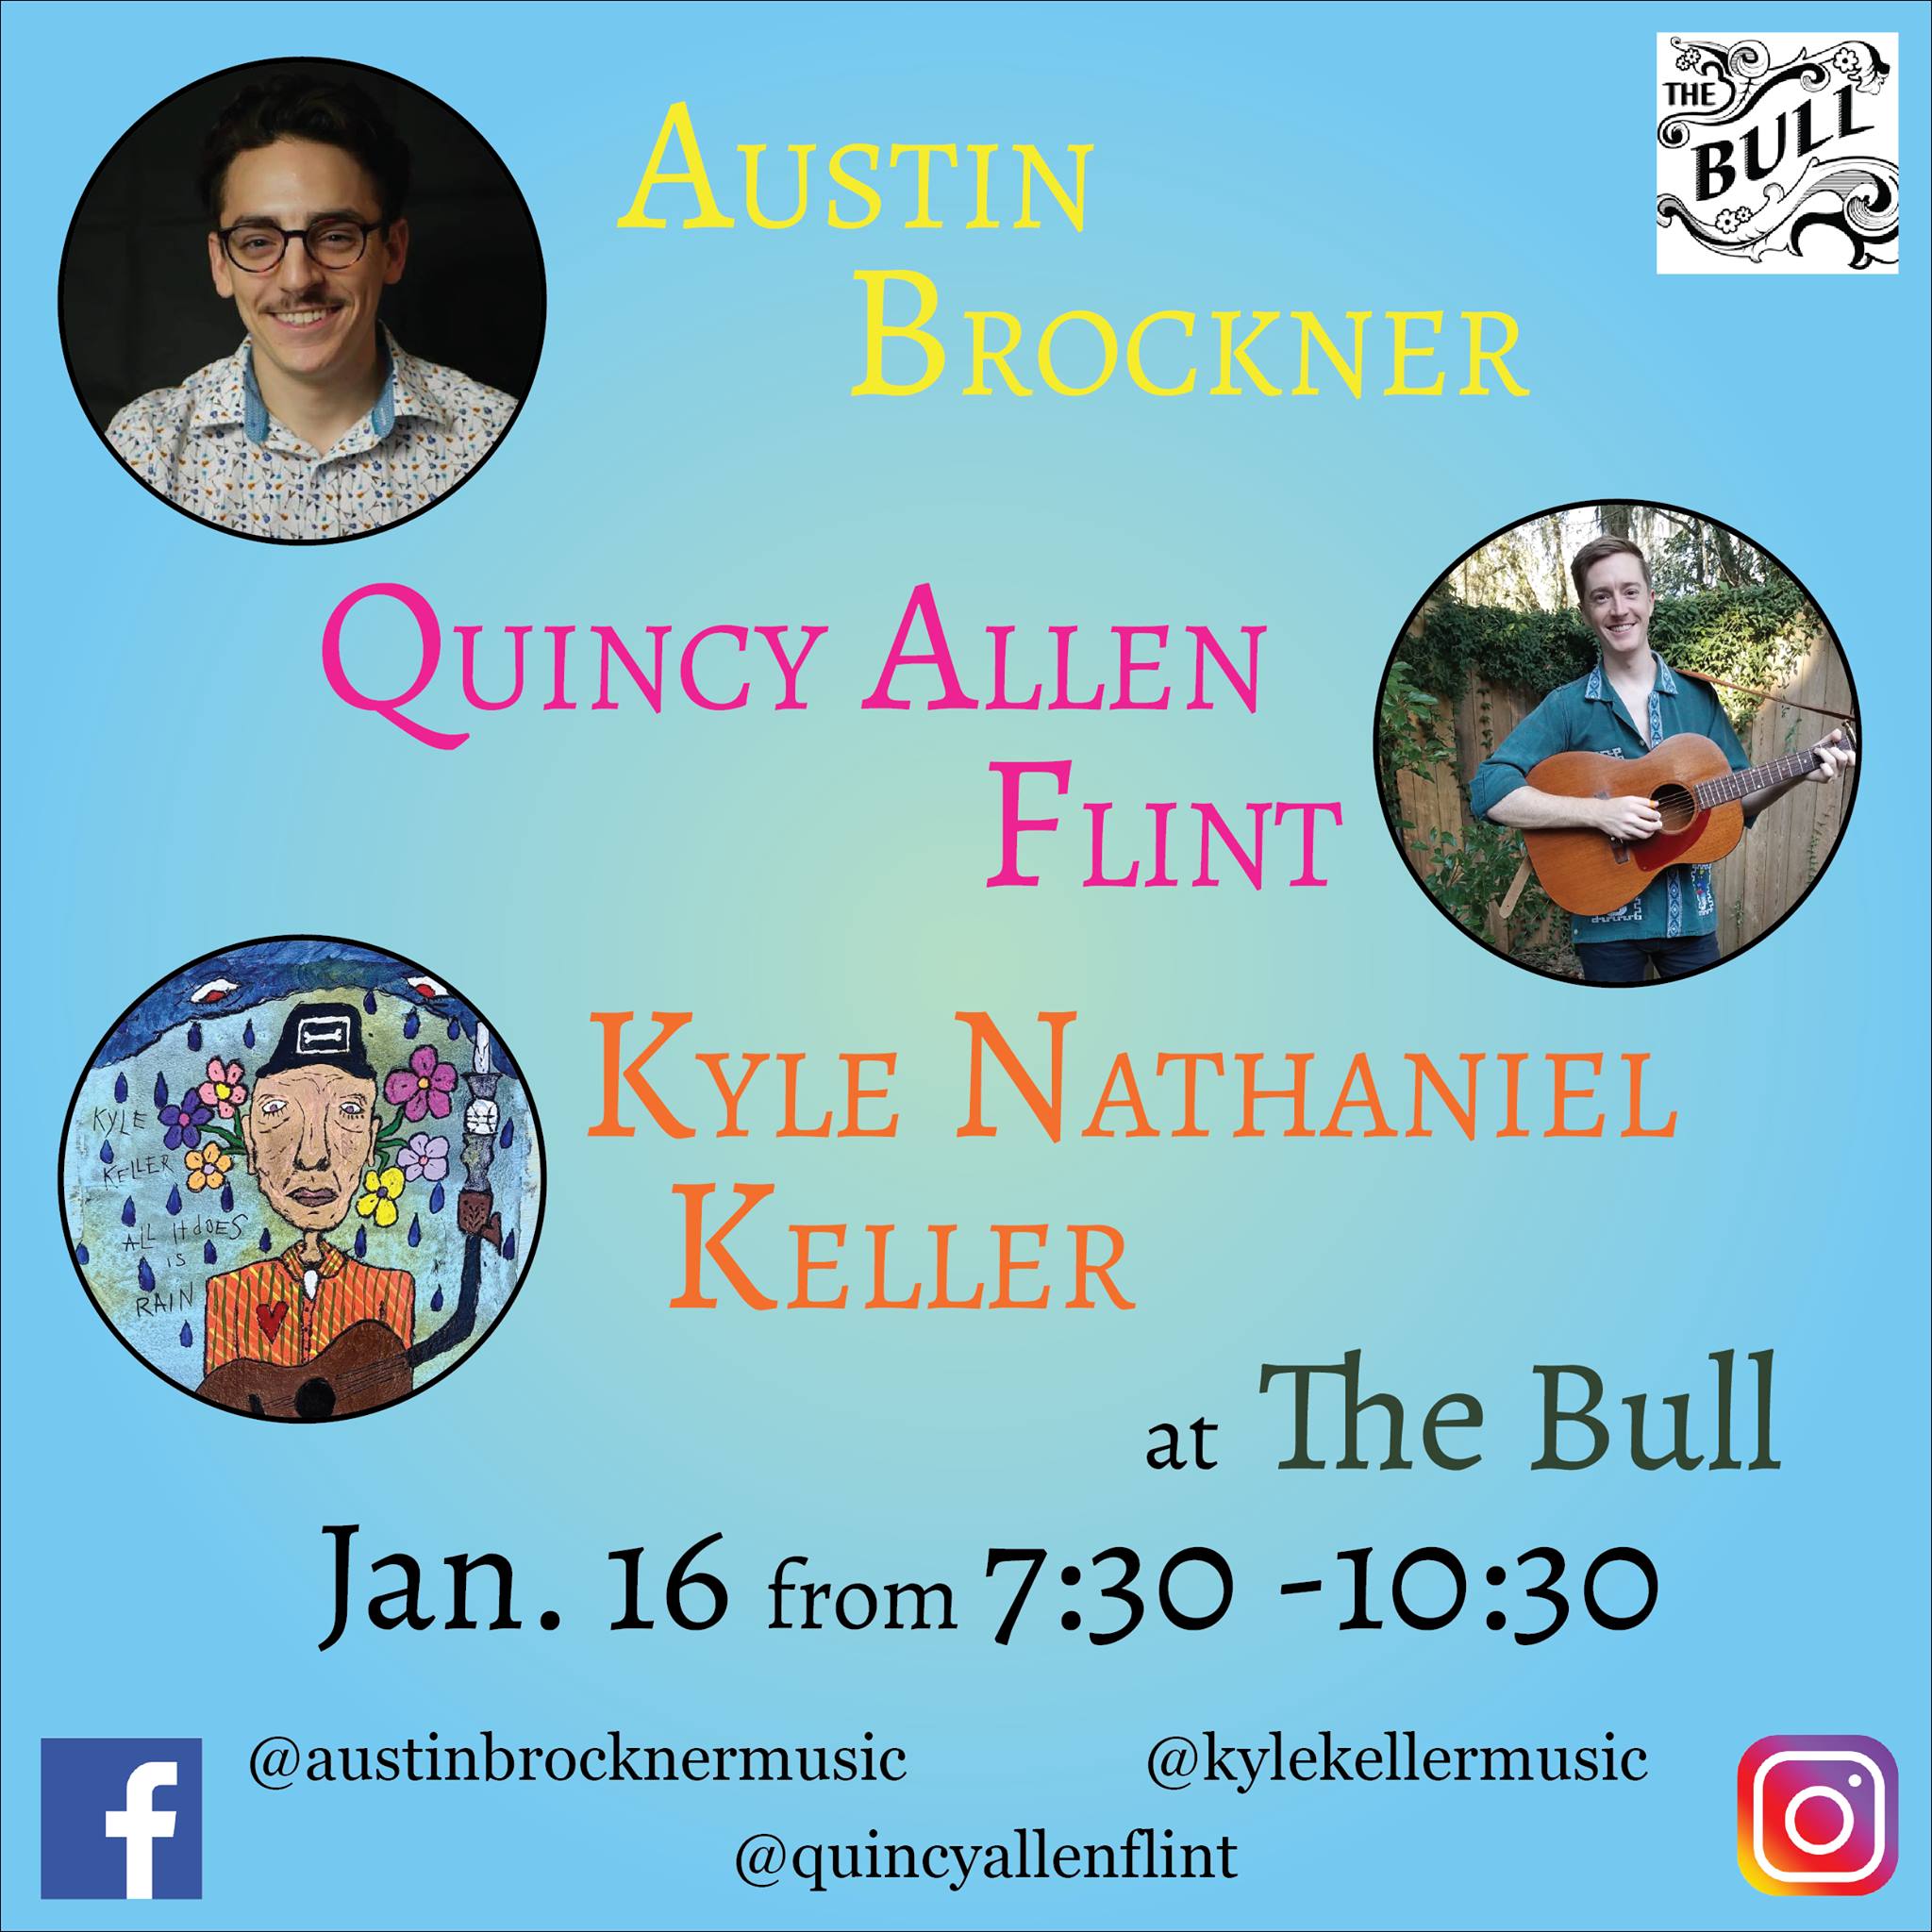 THE
BULL
AUSTIN
BROCKNER
QUINCY ALLEN
FLINT
KYLE NATHANIEL
KELLER
KYLE
KELLER
ALL It dOES
IS
RAIN
at The Bull
Jan. 16 from 7:30 -10:30
@austinbrocknermusic
@kylekellermusic
@quincyallenflint